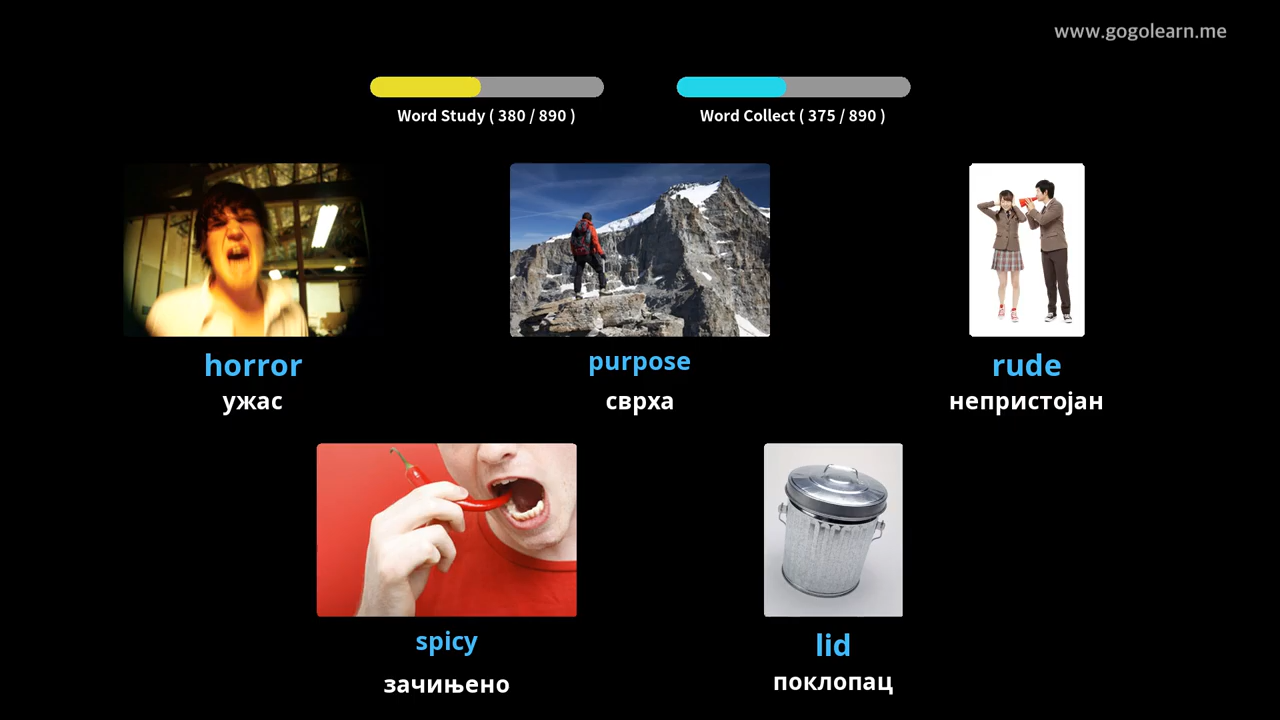 www.gogolearn.me
Word Study ( 380 / 890 )
Word Collect ( 375 / 890 )
horror
ужас
purpose
сврха
rude
непристојан
spicy
зачињено
lid
поклопац